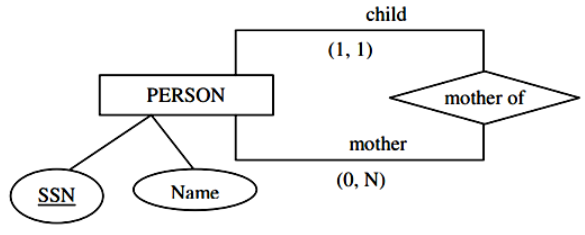 child
(1, 1)
PERSON
mother of
mother
(0, N)
SSN
Name